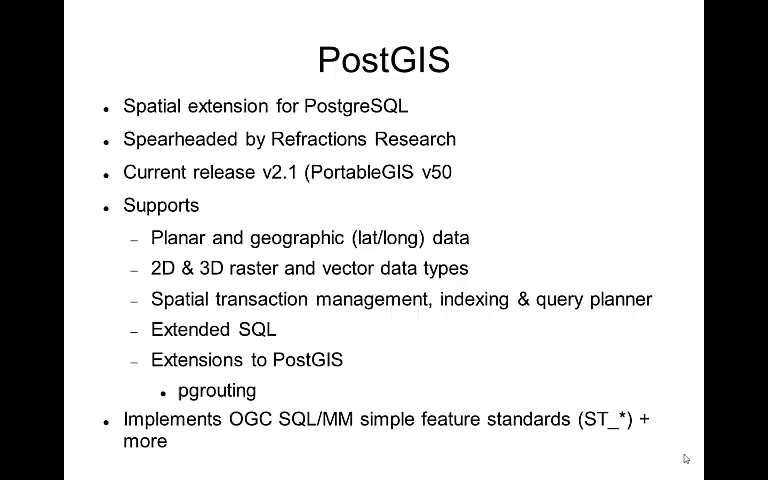 PostGIS
Spatial extension for PostgreSQL
Spearheaded by Refractions Research
Current release v2.1 (PortableGIS v50
Supports
Planar and geographic (lat/long) data
2D & 3D raster and vector data types
Spatial transaction management, indexing & query planner
Extended SQL
Extensions to PostGIS
pgrouting
Implements OGC SQL/MM simple feature standards (ST_*) +
more